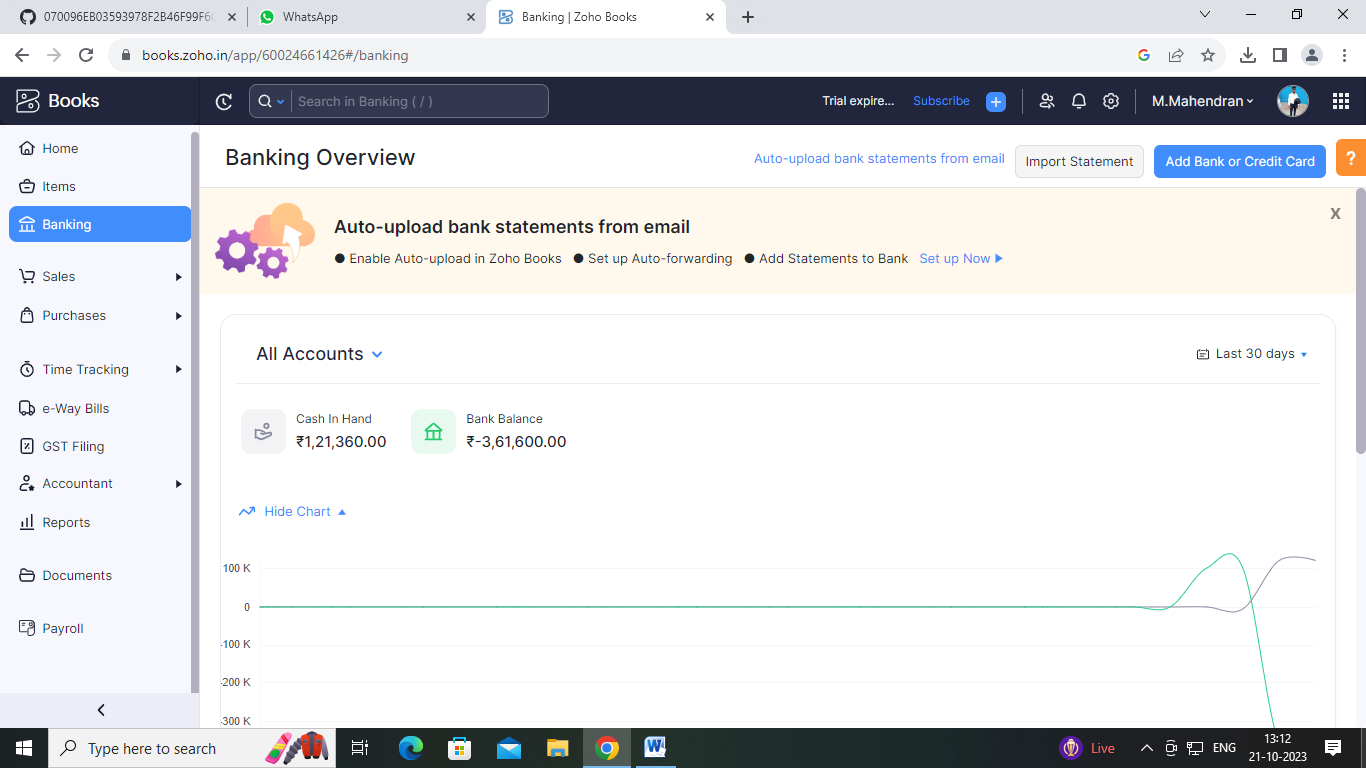 070096EB03593978F2B46F99F6
WhatsApp
Banking | Zoho Books
books.zoho.in/app/60024661426#/banking
Books
Search in Banking ( / )
Trial expire...
Subscribe
M.Mahendran
Home
Items
Banking
Sales
Purchases
Time Tracking
e-Way Bills
GST Filing
Accountant
Reports
Documents
Payroll
Banking Overview
Auto-upload bank statements from email
Import Statement
Add Bank or Credit Card
?
Auto-upload bank statements from email
X
● Enable Auto-upload in Zoho Books ● Set up Auto-forwarding ● Add Statements to Bank Set up Now
All Accounts
Last 30 days
Cash In Hand
₹1,21,360.00
Bank Balance
₹-3,61,600.00
Hide Chart
100 K
0
-100 K
-200 K
-300 K
Type here to search
Live
ENG
13:12
21-10-2023